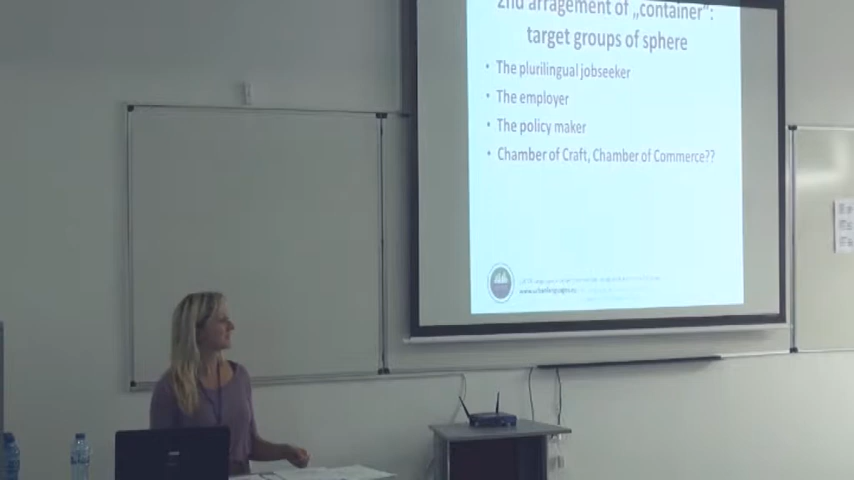 2nd arragement of „container“:
target groups of sphere
• The plurilingual jobseeker
• The employer
• The policy maker
• Chamber of Craft, Chamber of Commerce??